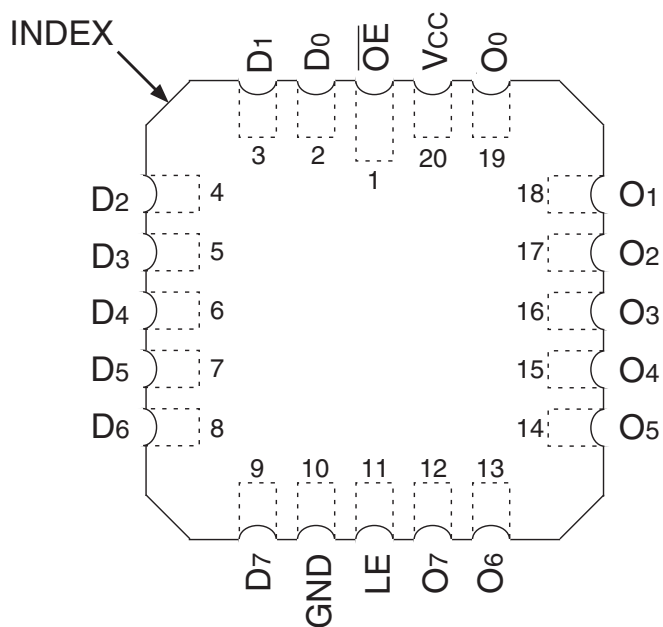 INDEX
D1 D0 OE VCC O0
3 2 1 20 19
D2 4 18 O1
D3 5 17 O2
D4 6 16 O3
D5 7 15 O4
D6 8 14 O5
9 10 11 12 13
D7 GND LE O7 O6